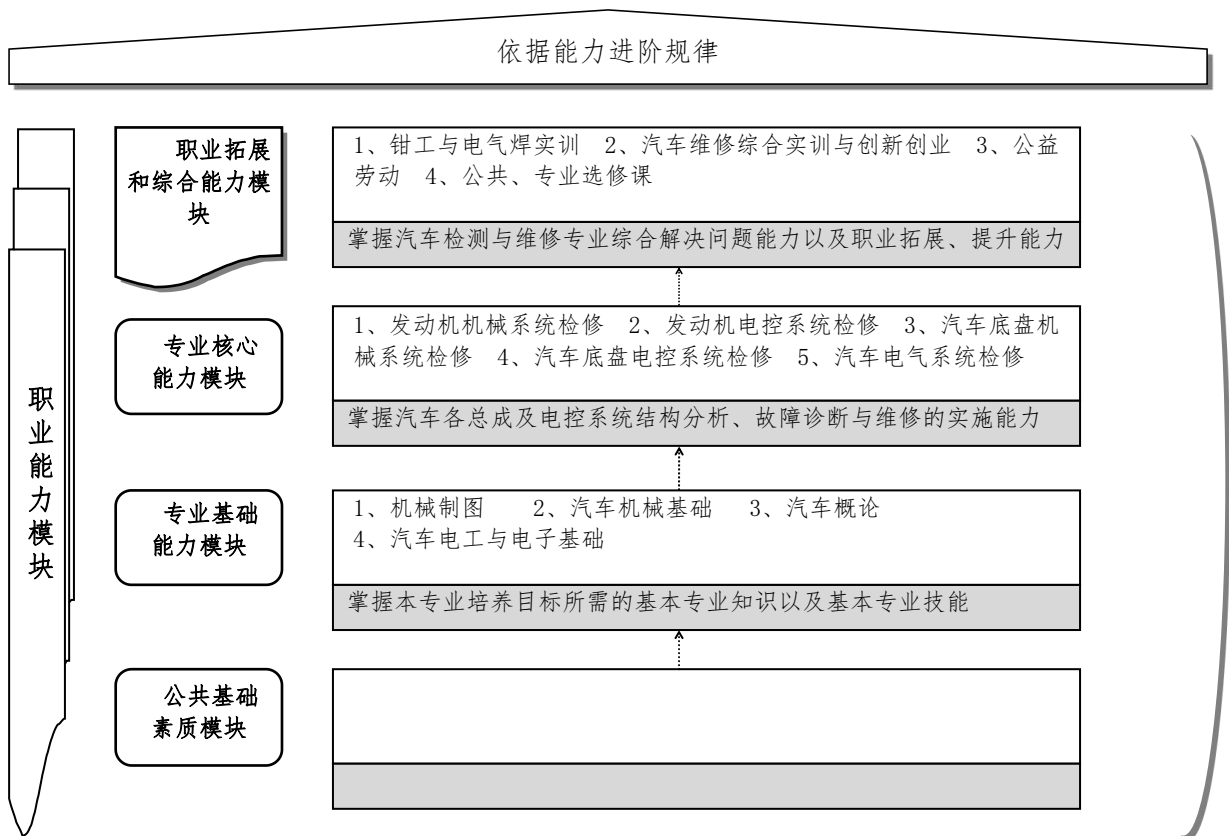 依据能力进阶规律
职业能力模块
职业拓展
和综合能力模
块
1、钳工与电气焊实训 2、汽车维修综合实训与创新创业 3、公益
劳动 4、公共、专业选修课
掌握汽车检测与维修专业综合解决问题能力以及职业拓展、提升能力
专业核心
能力模块
1、发动机机械系统检修 2、发动机电控系统检修 3、汽车底盘机
械系统检修 4、汽车底盘电控系统检修 5、汽车电气系统检修
掌握汽车各总成及电控系统结构分析、故障诊断与维修的实施能力
专业基础
能力模块
1、机械制图 2、汽车机械基础 3、汽车概论
4、汽车电工与电子基础
掌握本专业培养目标所需的基本专业知识以及基本专业技能
公共基础
素质模块